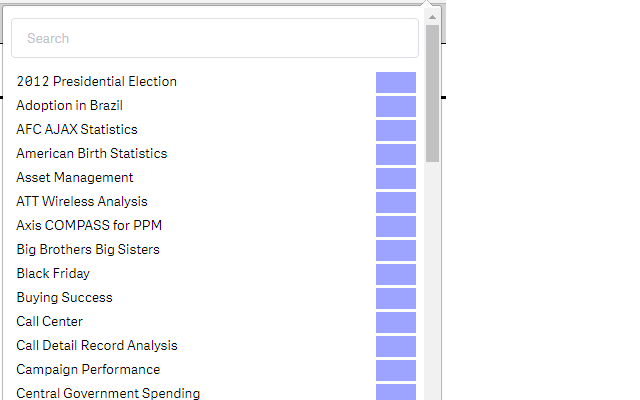 Search
2012 Presidential Election
Adoption in Brazil
AFC AJAX Statistics
American Birth Statistics
Asset Management
ATT Wireless Analysis
Axis COMPASS for PPM
Big Brothers Big Sisters
Black Friday
Buying Success
Call Center
Call Detail Record Analysis
Campaign Performance
Central Government Spending